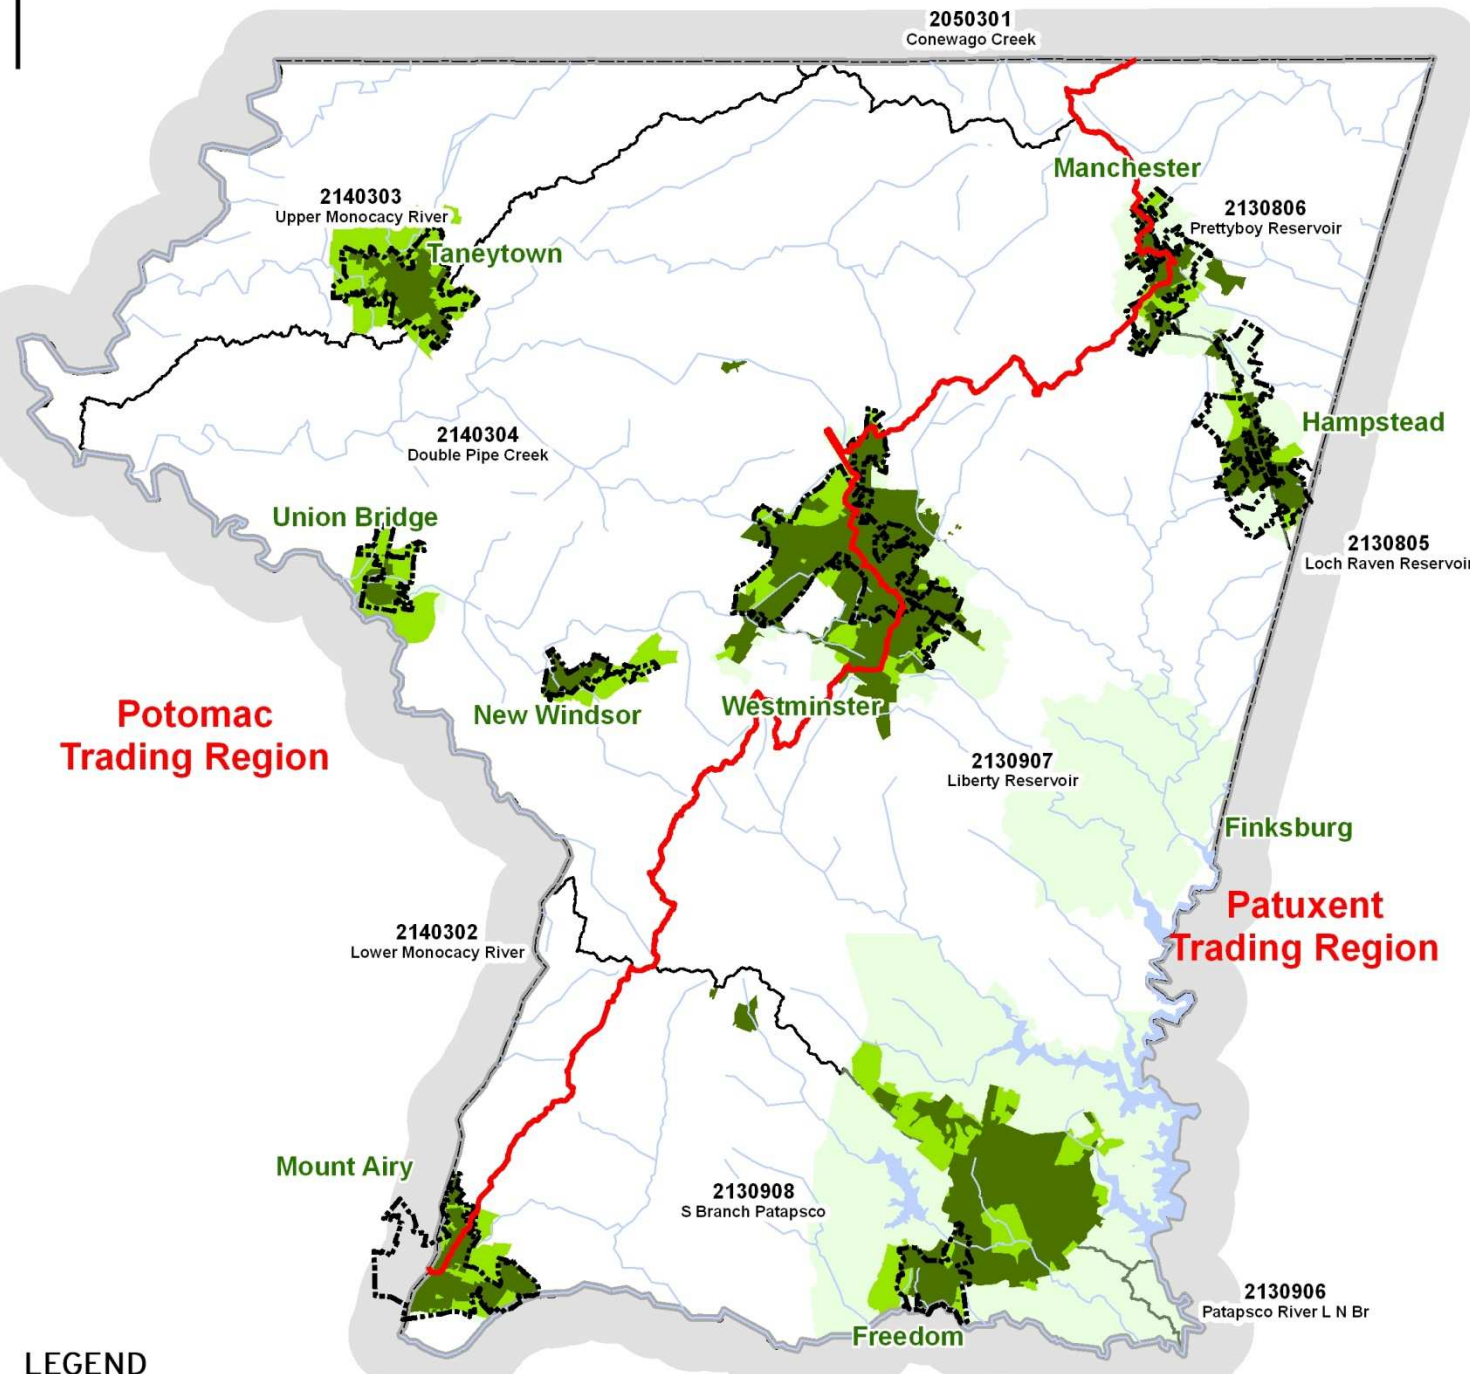 2050301
Conewago Creek
Manchester
2140303
Upper Monocacy River
2130806
Prettyboy Reservoir
Taneytown
Hampstead
2140304
Double Pipe Creek
Union Bridge
2130805
Loch Raven Reservoir
New Windsor
Westminster
Potomac
Trading Region
2130907
Liberty Reservoir
Finksburg
Patuxent
Trading Region
2140302
Lower Monocacy River
Mount Airy
2130908
S Branch Patapsco
2130906
Patapsco River L N Br
Freedom
LEGEND